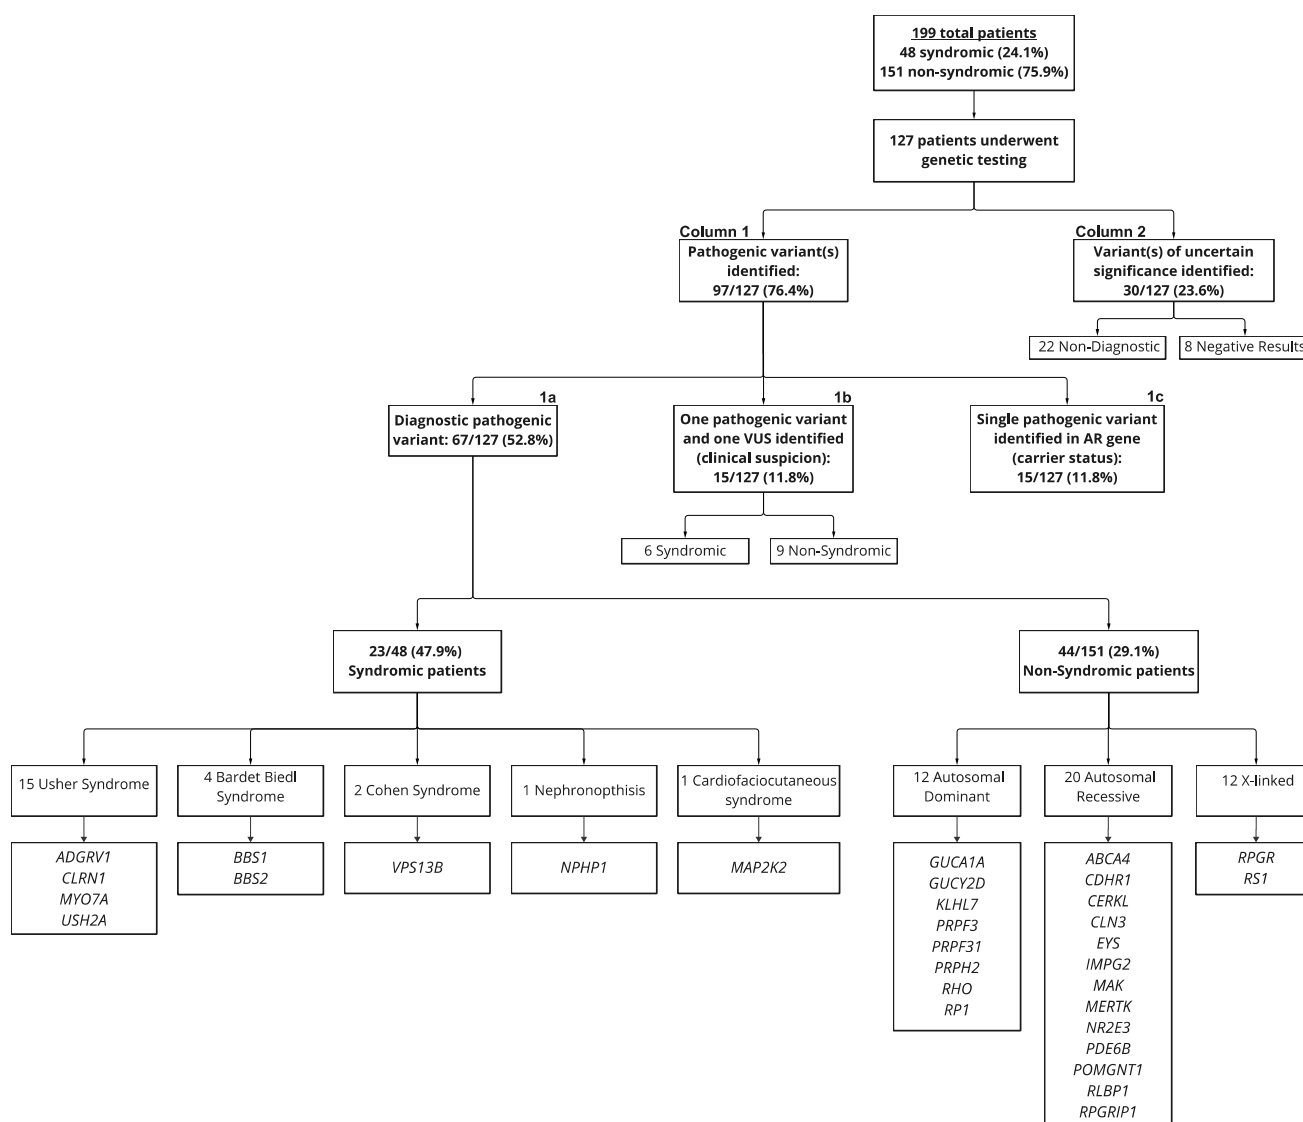 199 total patients
48 syndromic (24.1%)
151 non-syndromic (75.9%)
127 patients underwent
genetic testing
Column 1
Pathogenic variant(s)
identified:
97/127 (76.4%)
Column 2
Variant(s) of uncertain
significance identified:
30/127 (23.6%)
22 Non-Diagnostic
8 Negative Results
1a
Diagnostic pathogenic
variant: 67/127 (52.8%)
1b
One pathogenic variant
and one VUS identified
(clinical suspicion):
15/127 (11.8%)
1c
Single pathogenic variant
identified in AR gene
(carrier status):
15/127 (11.8%)
6 Syndromic
9 Non-Syndromic
23/48 (47.9%)
Syndromic patients
44/151 (29.1%)
Non-Syndromic patients
15 Usher Syndrome
4 Bardet Biedl
Syndrome
2 Cohen Syndrome
1 Nephronopthisis
1 Cardiofaciocutaneous
syndrome
12 Autosomal
Dominant
20 Autosomal
Recessive
12 X-linked
ADGRV1
CLRN1
MYO7A
USH2A
BBS1
BBS2
VPS13B
NPHP1
MAP2K2
GUCA1A
GUCY2D
KLHL7
PRPF3
PRPF31
PRPH2
RHO
RP1
ABCA4
CDHR1
CERKL
CLN3
EYS
IMPG2
MAK
MERTK
NR2E3
PDE6B
POMGNT1
RLBP1
RPGRIP1
RPGR
RS1